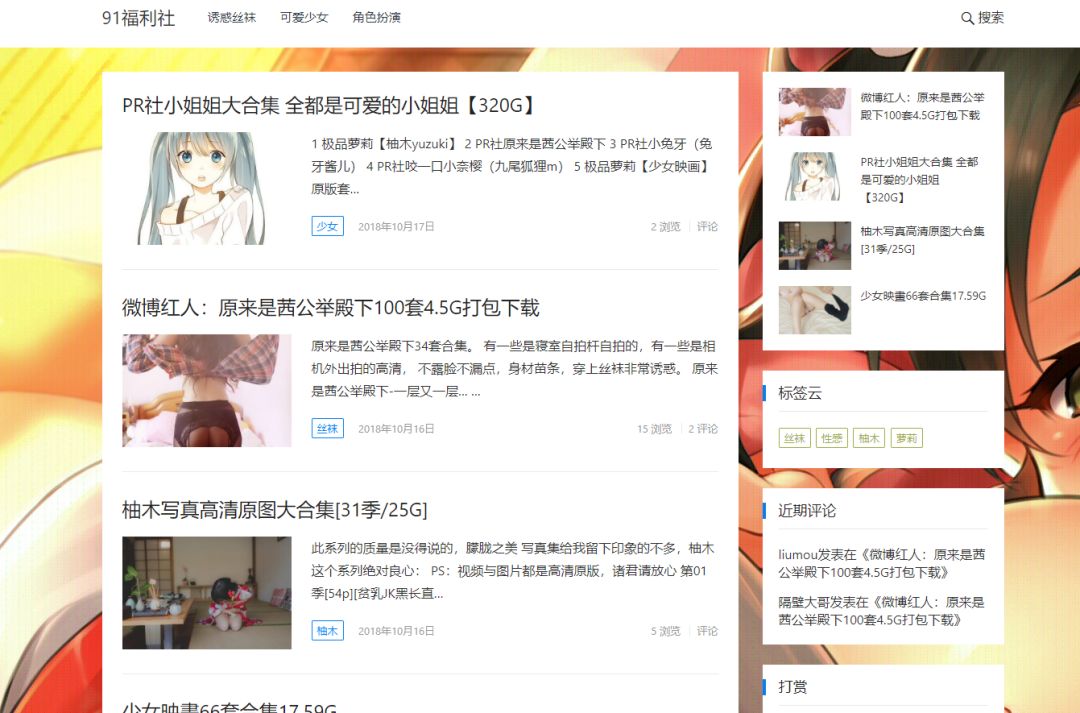 91福利社 诱惑丝袜 可爱少女 角色扮演 搜索
PR社小姐姐大合集 全都是可爱的小姐姐【320G】
1 极品萝莉【柚木yuzuki】 2 PR社原来是茜公举殿下 3 PR社小兔牙（兔
牙酱儿） 4 PR社咬一口小奈樱（九尾狐狸m） 5 极品萝莉【少女映画】
原版套...
少女 2018年10月17日 2 浏览 评论
微博红人：原来是茜公举殿下100套4.5G打包下载
原来是茜公举殿下34套合集。 有一些是寝室自拍杆自拍的，有一些是相
机外出拍的高清， 不露脸不漏点，身材苗条，穿上丝袜非常诱惑。 原来
是茜公举殿下-一层又一层... ...
丝袜 2018年10月16日 15 浏览 2 评论
柚木写真高清原图大合集[31季/25G]
此系列的质量是没得说的，朦胧之美 写真集给我留下印象的不多，柚木
这个系列绝对良心： PS：视频与图片都是高清原版，诸君请放心 第01
季[54p][贫乳JK黑长直...
柚木 2018年10月16日 5 浏览 评论
少女映畫66套合集17.59G
微博红人：原来是茜公举
殿下100套4.5G打包下载
PR社小姐姐大合集 全都
是可爱的小姐姐
【320G】
柚木写真高清原图大合集
[31季/25G]
少女映畫66套合集17.59G
标签云
丝袜 性感 柚木 萝莉
近期评论
liumou发表在《微博红人：原来是茜
公举殿下100套4.5G打包下载》
隔壁大哥发表在《微博红人：原来是
茜公举殿下100套4.5G打包下载》
打赏